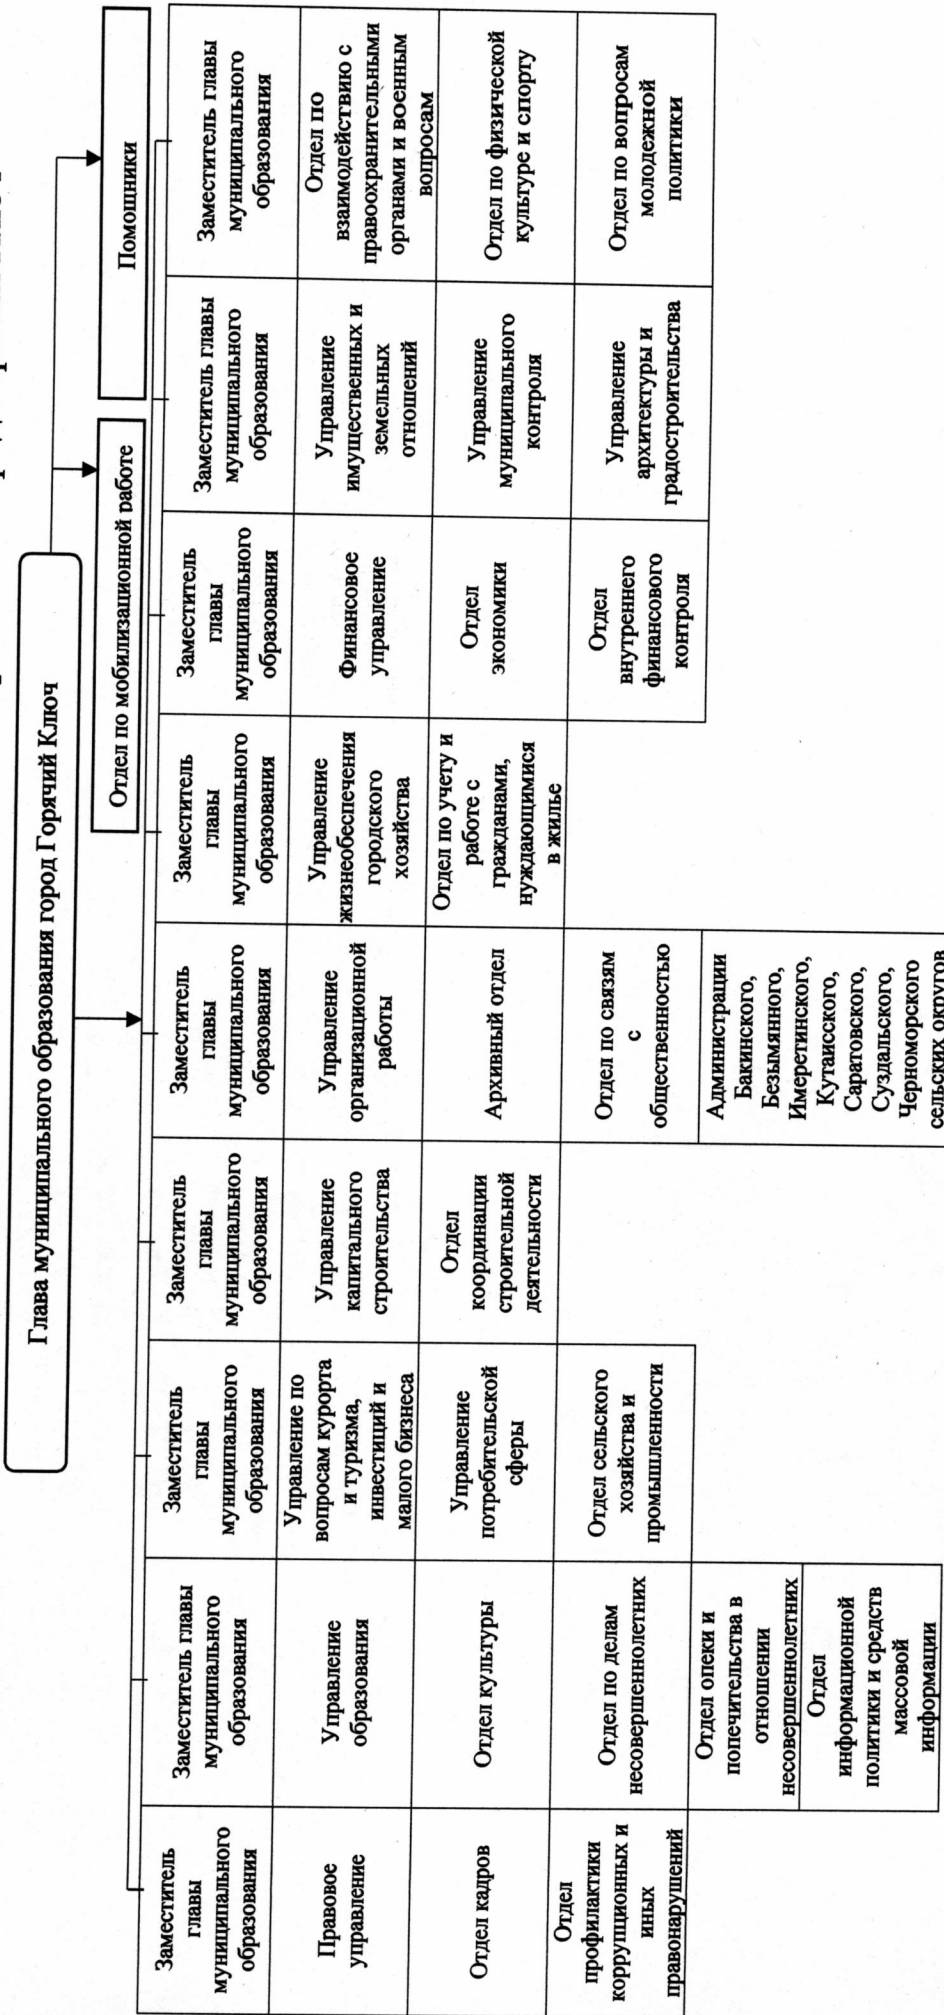 Глава муниципального образования город Горячий Ключ
Отдел по мобилизационной работе
Помощники
Заместитель
главы
муниципального
образования
Правовое
управление
Отдел кадров
Отдел
профилактики
коррупционных и
иных
правонарушений
Заместитель главы
муниципального
образования
Управление
образования
Отдел культуры
Отдел по делам
несовершеннолетних
Отдел опеки и
попечительства в
отношении
несовершеннолетних
Отдел
информационной
политики и средств
массовой
информации
Заместитель
главы
муниципального
образования
Управление по
вопросам курорта
и туризма,
инвестиций и
малого бизнеса
Управление
потребительской
сферы
Отдел сельского
хозяйства и
промышленности
Заместитель
главы
муниципального
образования
Управление
капитального
строительства
Отдел
координации
строительной
деятельности
Заместитель
главы
муниципального
образования
Управление
организационной
работы
Архивный отдел
Отдел по связям
с
общественностью
Администрации
Бакинского,
Безымянного,
Имеретинского,
Кутаисского,
Саратовского,
Суздальского,
Черноморского
сельских округов
Заместитель
главы
муниципального
образования
Управление
жизнеобеспечения
городского
хозяйства
Отдел по учету и
работе с
гражданами,
нуждающимися
в жилье
Заместитель
главы
муниципального
образования
Финансовое
управление
Отдел
экономики
Отдел
внутреннего
финансового
контроля
Заместитель главы
муниципального
образования
Управление
имущественных и
земельных
отношений
Управление
муниципального
контроля
Управление
архитектуры и
градостроительства
Заместитель главы
муниципального
образования
Отдел по
взаимодействию с
правоохранительными
органами и военным
вопросам
Отдел по физической
культуре и спорту
Отдел по вопросам
молодежной
политики